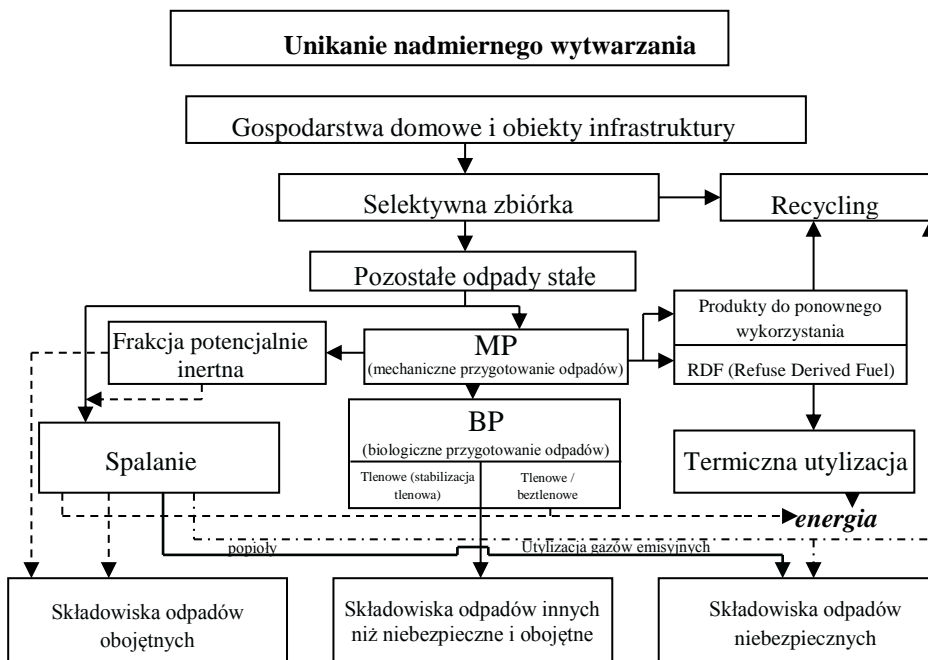 Unikanie nadmiernego wytwarzania
Gospodarstwa domowe i obiekty infrastruktury
Selektywna zbiórka
Recycling
Pozostałe odpady stałe
Frakcja potencjalnie
inertna
MP
(mechaniczne przygotowanie odpadów)
Produkty do ponownego
wykorzystania
RDF (Refuse Derived Fuel)
BP
(biologiczne przygotowanie odpadów)
Tlenowe (stabilizacja
tlenowa)
Tlenowe /
beztlenowe
Spalanie
Termiczna utylizacja
energia
popioły
Utylizacja gazów emisyjnych
Składowiska odpadów
obojętnych
Składowiska odpadów innych
niż niebezpieczne i obojętne
Składowiska odpadów
niebezpiecznych